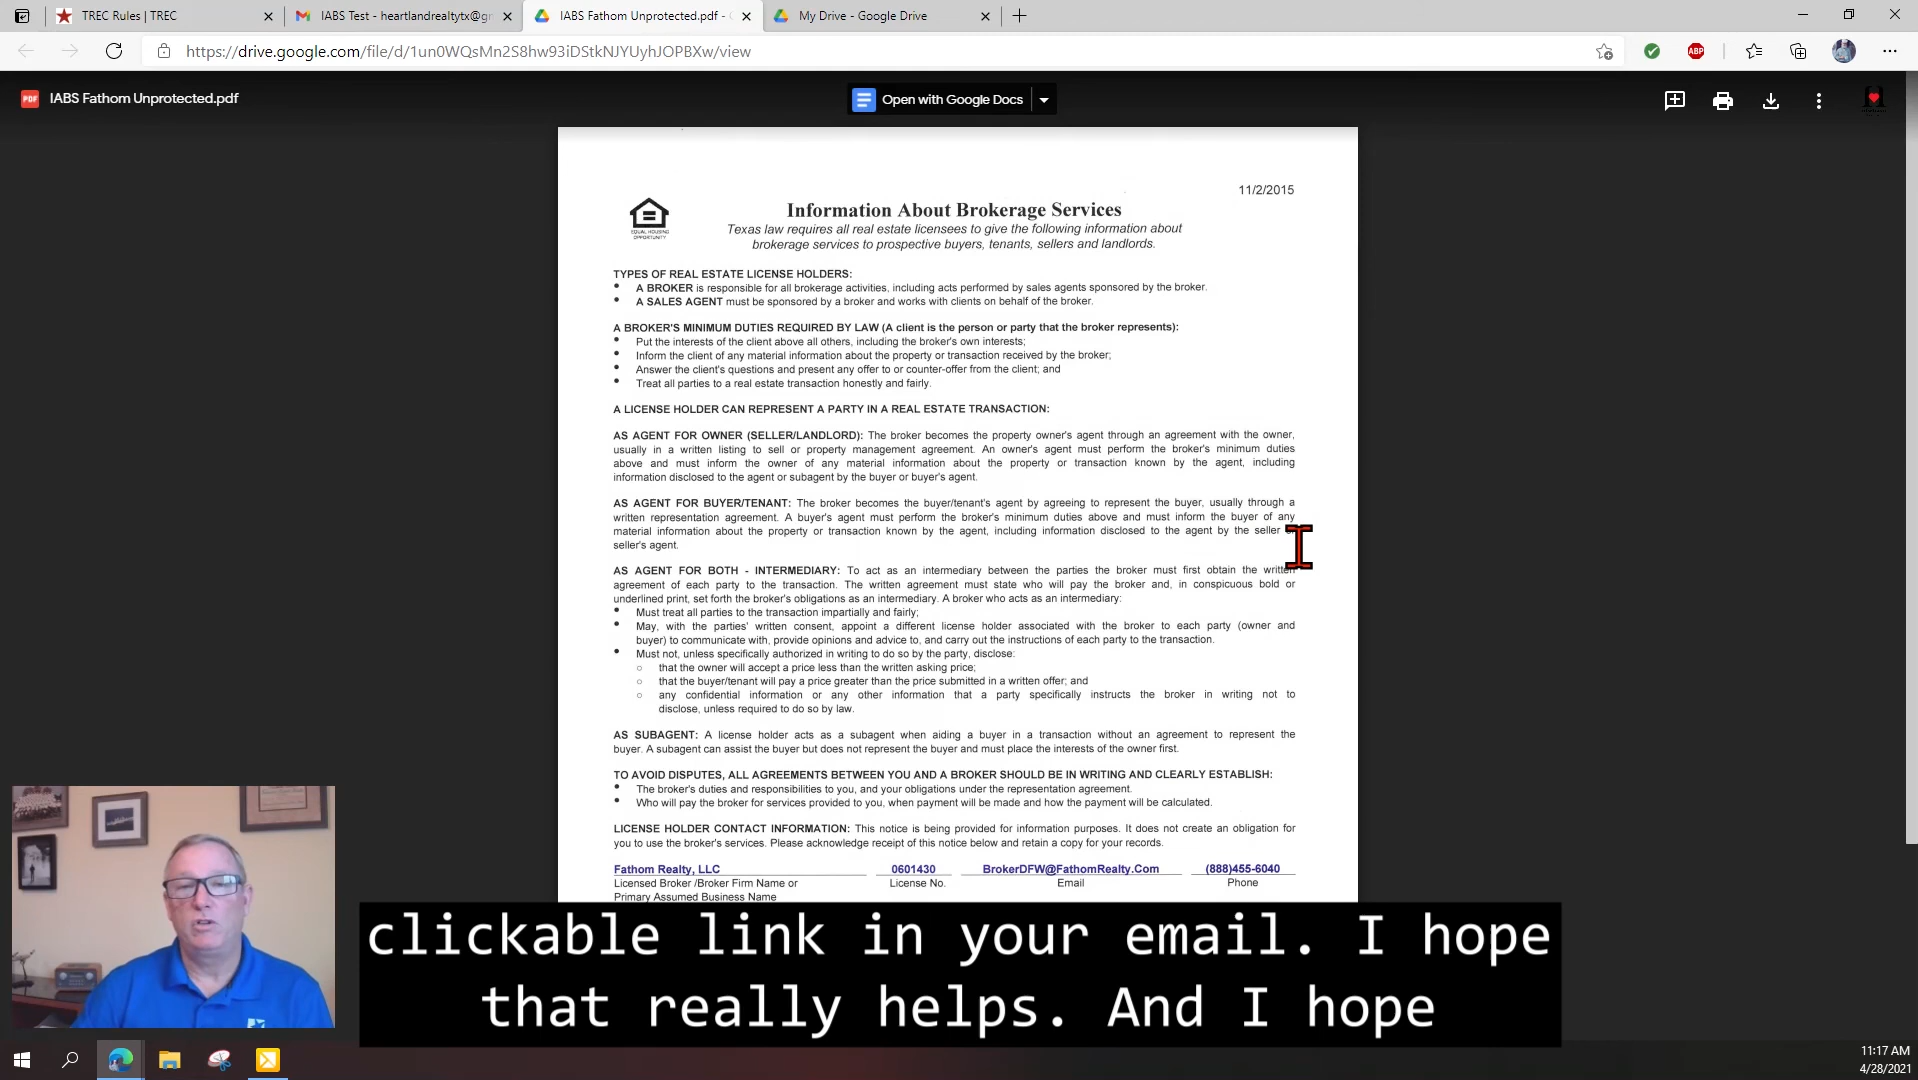 TREC Rules | TREC
IABS Test - heartlandrealtytx@gm
IABS Fathom Unprotected.pdf -
My Drive - Google Drive
https://drive.google.com/file/d/1un0WQsMn2S8hw93iDStkNJYUyhJOPBXw/view
ABP
PDF
IABS Fathom Unprotected.pdf
Open with Google Docs
11/2/2015
EQUAL HOUSING
OPPORTUNITY
Information About Brokerage Services
Texas law requires all real estate licensees to give the following information about
brokerage services to prospective buyers, tenants, sellers and landlords.
TYPES OF REAL ESTATE LICENSE HOLDERS:
• A BROKER is responsible for all brokerage activities, including acts performed by sales agents sponsored by the broker.
• A SALES AGENT must be sponsored by a broker and works with clients on behalf of the broker.
A BROKER'S MINIMUM DUTIES REQUIRED BY LAW (A client is the person or party that the broker represents):
• Put the interests of the client above all others, including the broker's own interests;
• Inform the client of any material information about the property or transaction received by the broker;
• Answer the client's questions and present any offer to or counter-offer from the client; and
• Treat all parties to a real estate transaction honestly and fairly.
A LICENSE HOLDER CAN REPRESENT A PARTY IN A REAL ESTATE TRANSACTION:
AS AGENT FOR OWNER (SELLER/LANDLORD): The broker becomes the property owner's agent through an agreement with the owner,
usually in a written listing to sell or property management agreement. An owner's agent must perform the broker's minimum duties
above and must inform the owner of any material information about the property or transaction known by the agent, including
information disclosed to the agent or subagent by the buyer or buyer's agent.
AS AGENT FOR BUYER/TENANT: The broker becomes the buyer/tenant's agent by agreeing to represent the buyer, usually through a
written representation agreement. A buyer's agent must perform the broker's minimum duties above and must inform the buyer of any
material information about the property or transaction known by the agent, including information disclosed to the agent by the seller
seller's agent.
AS AGENT FOR BOTH - INTERMEDIARY: To act as an intermediary between the parties the broker must first obtain the written
agreement of each party to the transaction. The written agreement must state who will pay the broker and, in conspicuous bold or
underlined print, set forth the broker's obligations as an intermediary. A broker who acts as an intermediary:
• Must treat all parties to the transaction impartially and fairly;
• May, with the parties' written consent, appoint a different license holder associated with the broker to each party (owner and
buyer) to communicate with, provide opinions and advice to, and carry out the instructions of each party to the transaction.
• Must not, unless specifically authorized in writing to do so by the party, disclose:
○ that the owner will accept a price less than the written asking price;
○ that the buyer/tenant will pay a price greater than the price submitted in a written offer; and
○ any confidential information or any other information that a party specifically instructs the broker in writing not to
disclose, unless required to do so by law.
AS SUBAGENT: A license holder acts as a subagent when aiding a buyer in a transaction without an agreement to represent the
buyer. A subagent can assist the buyer but does not represent the buyer and must place the interests of the owner first.
TO AVOID DISPUTES, ALL AGREEMENTS BETWEEN YOU AND A BROKER SHOULD BE IN WRITING AND CLEARLY ESTABLISH:
• The broker's duties and responsibilities to you, and your obligations under the representation agreement.
• Who will pay the broker for services provided to you, when payment will be made and how the payment will be calculated.
LICENSE HOLDER CONTACT INFORMATION: This notice is being provided for information purposes. It does not create an obligation for
you to use the broker's services. Please acknowledge receipt of this notice below and retain a copy for your records.
Fathom Realty, LLC 0601430 BrokerDFW@FathomRealty.Com (888)455-6040
Licensed Broker /Broker Firm Name or License No. Email Phone
Primary Assumed Business Name
clickable link in your email. I hope
that really helps. And I hope
11:17 AM
4/28/2021